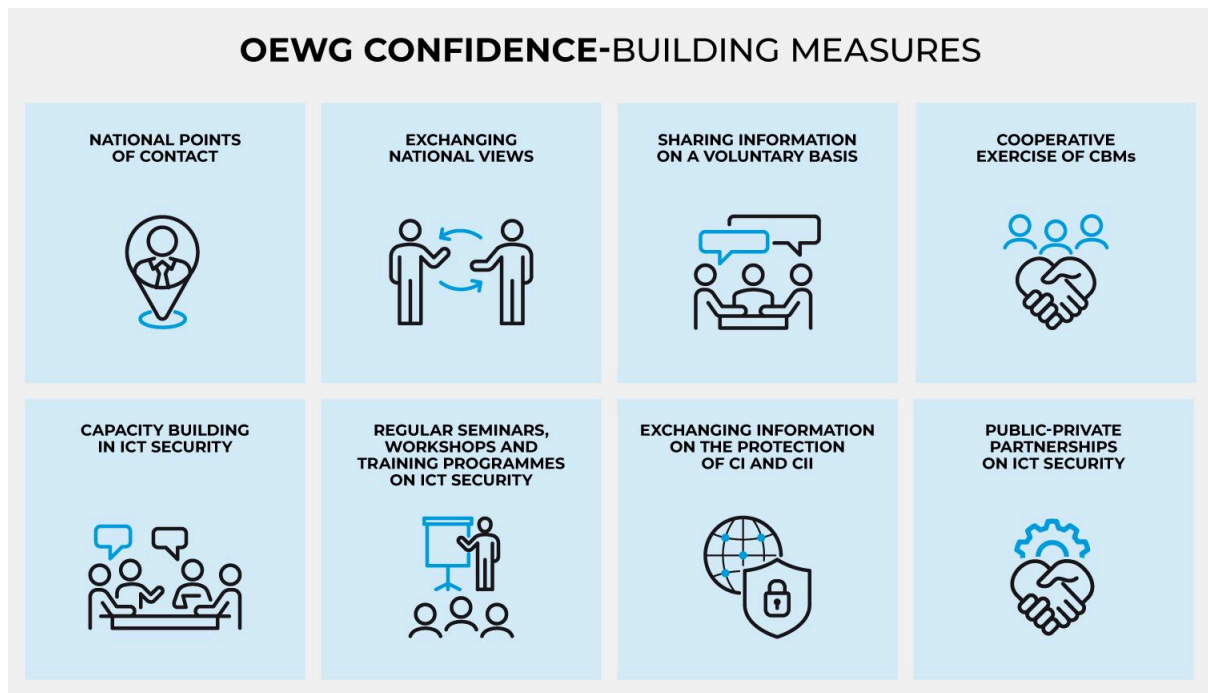 OEWG CONFIDENCE-BUILDING MEASURES
NATIONAL POINTS
OF CONTACT
EXCHANGING
NATIONAL VIEWS
SHARING INFORMATION
ON A VOLUNTARY BASIS
COOPERATIVE
EXERCISE OF CBMs
CAPACITY BUILDING
IN ICT SECURITY
REGULAR SEMINARS,
WORKSHOPS AND
TRAINING PROGRAMMES
ON ICT SECURITY
EXCHANGING INFORMATION
ON THE PROTECTION
OF CI AND CII
PUBLIC-PRIVATE
PARTNERSHIPS
ON ICT SECURITY